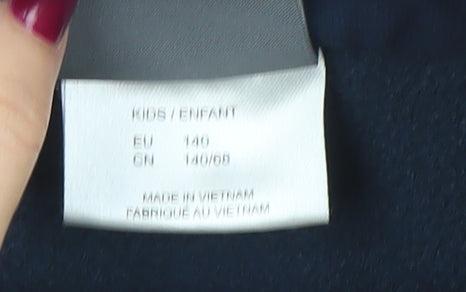 KIDS / ENFANT
EU 140
CN 140/68
MADE IN VIETNAM
FABRIQUÉ AU VIETNAM